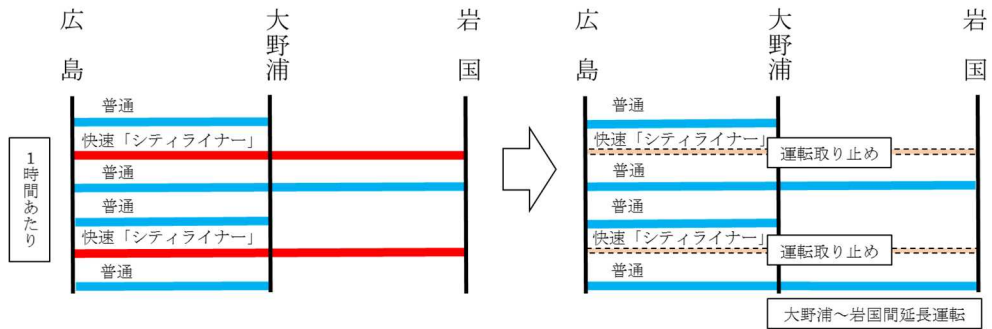 広島
大野浦
岩国
1時間あたり
普通
快速「シティライナー」
普通
普通
快速「シティライナー」
普通
広島
大野浦
岩国
普通
快速「シティライナー」
運転取り止め
普通
普通
快速「シティライナー」
運転取り止め
普通
大野浦～岩国間延長運転